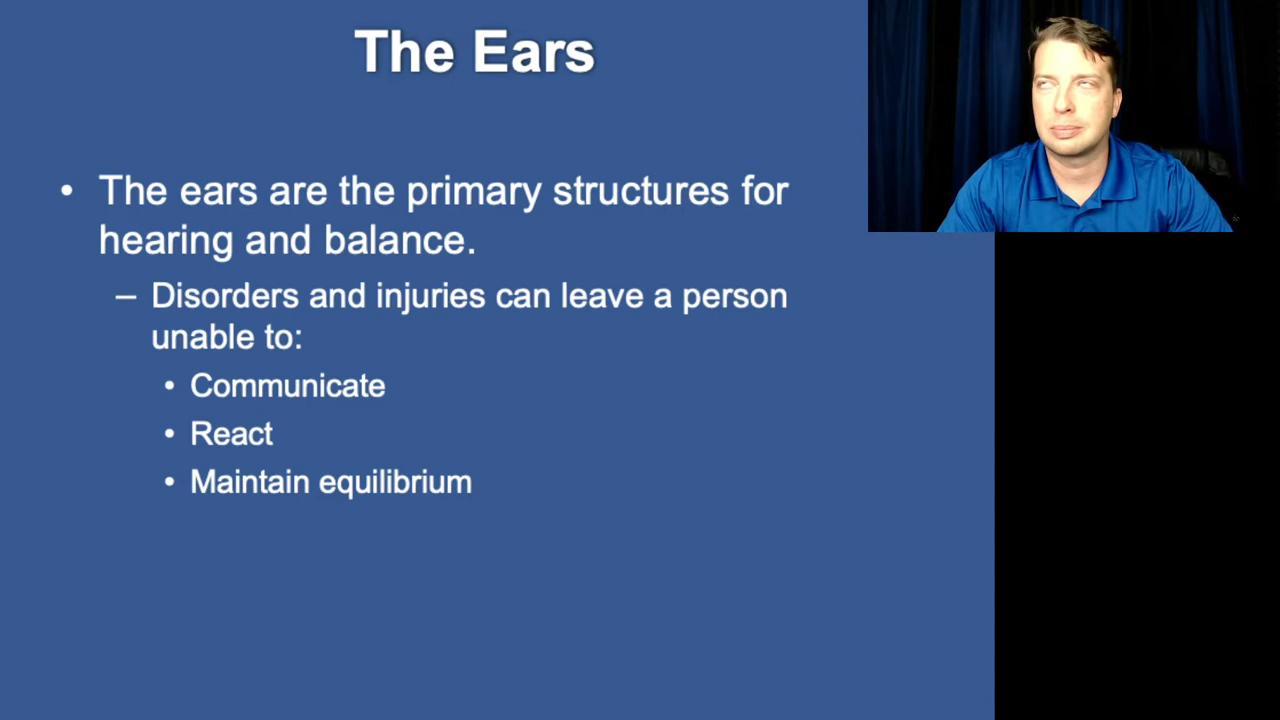 The Ears
• The ears are the primary structures for
hearing and balance.
– Disorders and injuries can leave a person
unable to:
• Communicate
• React
• Maintain equilibrium